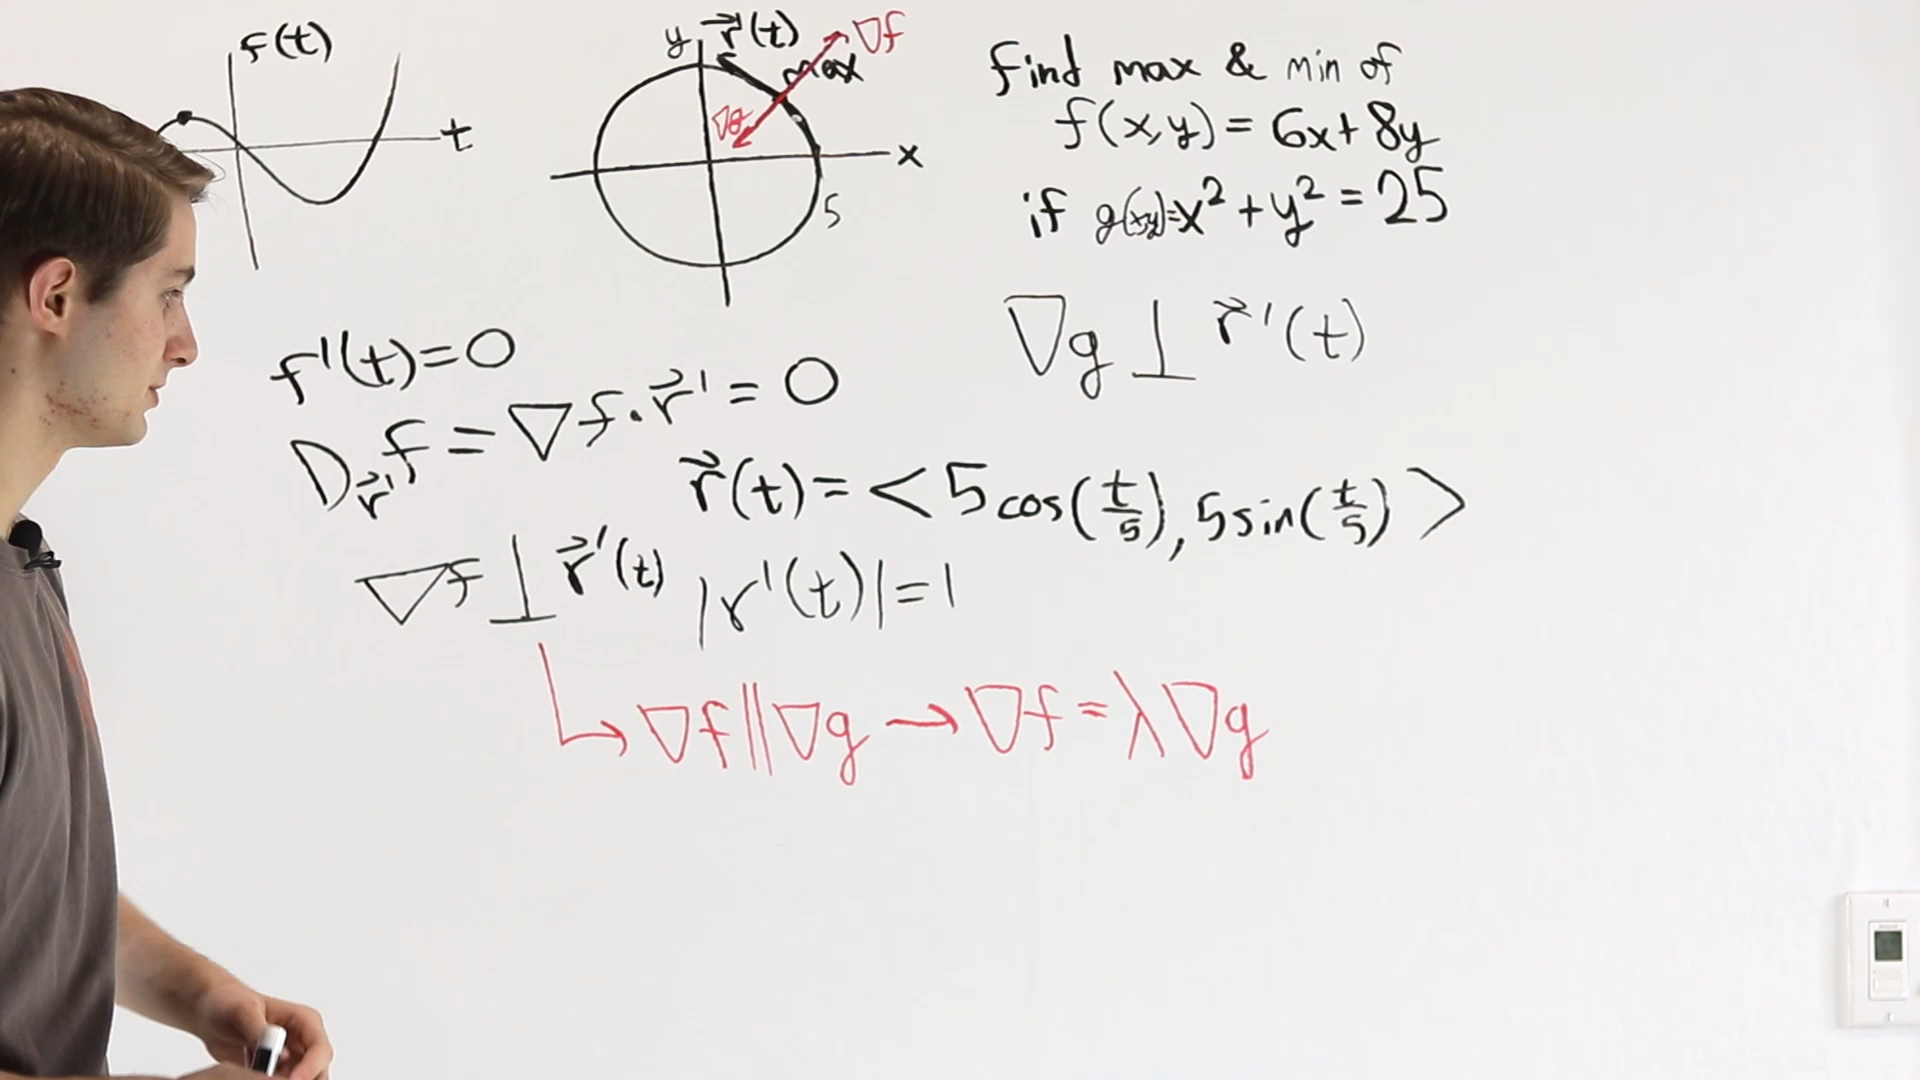 f(t)
t
y
r⃗'(t)
∇f
max
∇g
x
5
find max & min of
f(x,y) = 6x + 8y
if g(x,y) = x² + y² = 25
∇g ⊥ r⃗'(t)
f'(t) = 0
D_r⃗' f = ∇f · r⃗' = 0
r⃗(t) = <5cos(t/5), 5sin(t/5)>
∇f ⊥ r⃗'(t) |r'(t)| = 1
↳ ∇f ∥ ∇g → ∇f = λ∇g